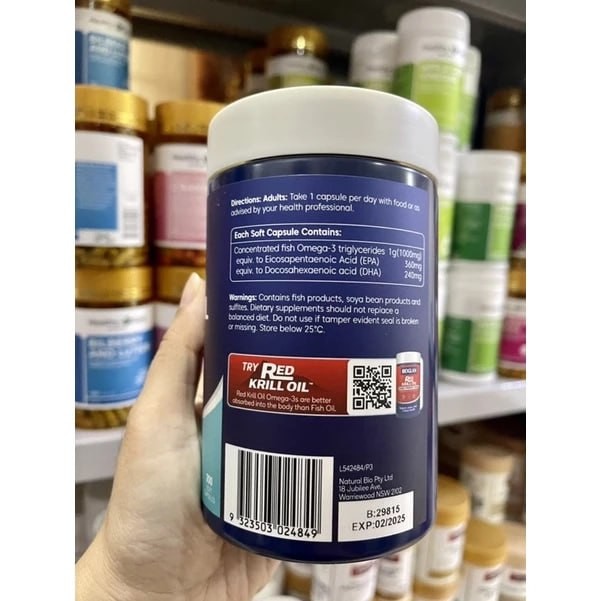 Directions: Adults: Take 1 capsule per day with food or as
advised by your health professional.
Each Soft Capsule Contains:
Concentrated fish Omega-3 triglycerides 1g(1000mg)
equiv. to Eicosapentaenoic Acid (EPA) 560mg
equiv. to Docosahexaenoic acid (DHA) 240mg
Warnings: Contains fish products, soya bean products and
sulfites. Dietary supplements should not replace a
balanced diet. Do not use if tamper evident seal is broken
or missing. Store below 25°C.
TRY RED
KRILL OIL™
Red Krill Oil Omega-3s are better
absorbed into the body than Fish Oil.
BIOGLAN
RED
KRILL OIL
L542484/P3
Natural Bio Pty Ltd
18 Jubilee Ave,
Warriewood NSW 2102
B:29815
EXP:02/2025
9 323503 024849